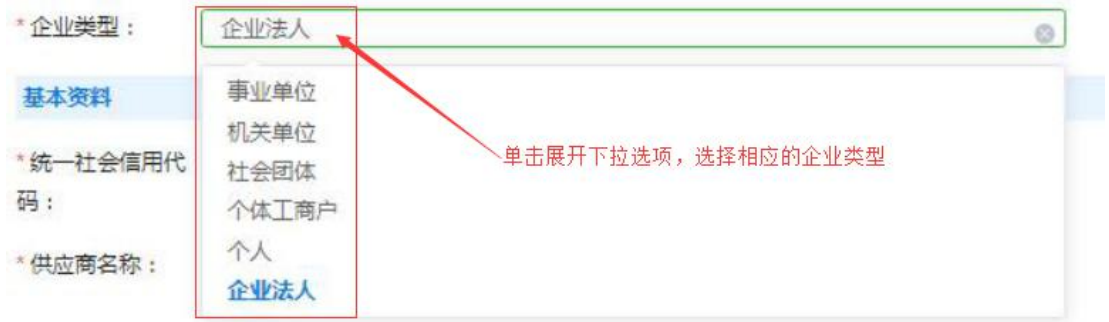 *企业类型：
企业法人
事业单位
基本资料
机关单位
*统一社会信用代
码：
社会团体
单击展开下拉选项，选择相应的企业类型
个体工商户
个人
*供应商名称：
企业法人